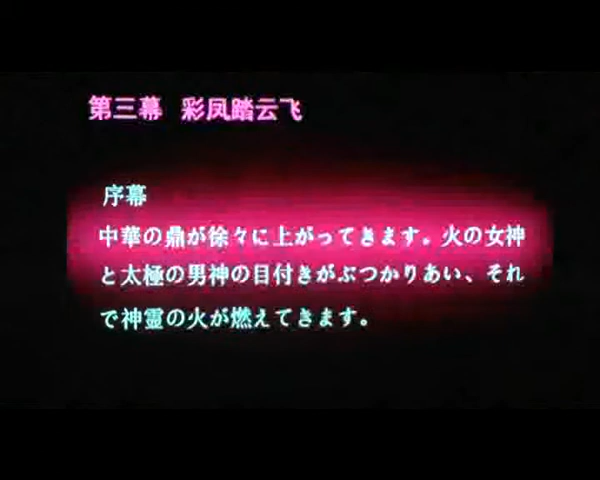 第三幕 彩凤踏云飞
序幕
中華の鼎が徐々に上がってきます。火の女神
と太極の男神の目付きがぶつかりあい、それ
で神霊の火が燃えてきます。